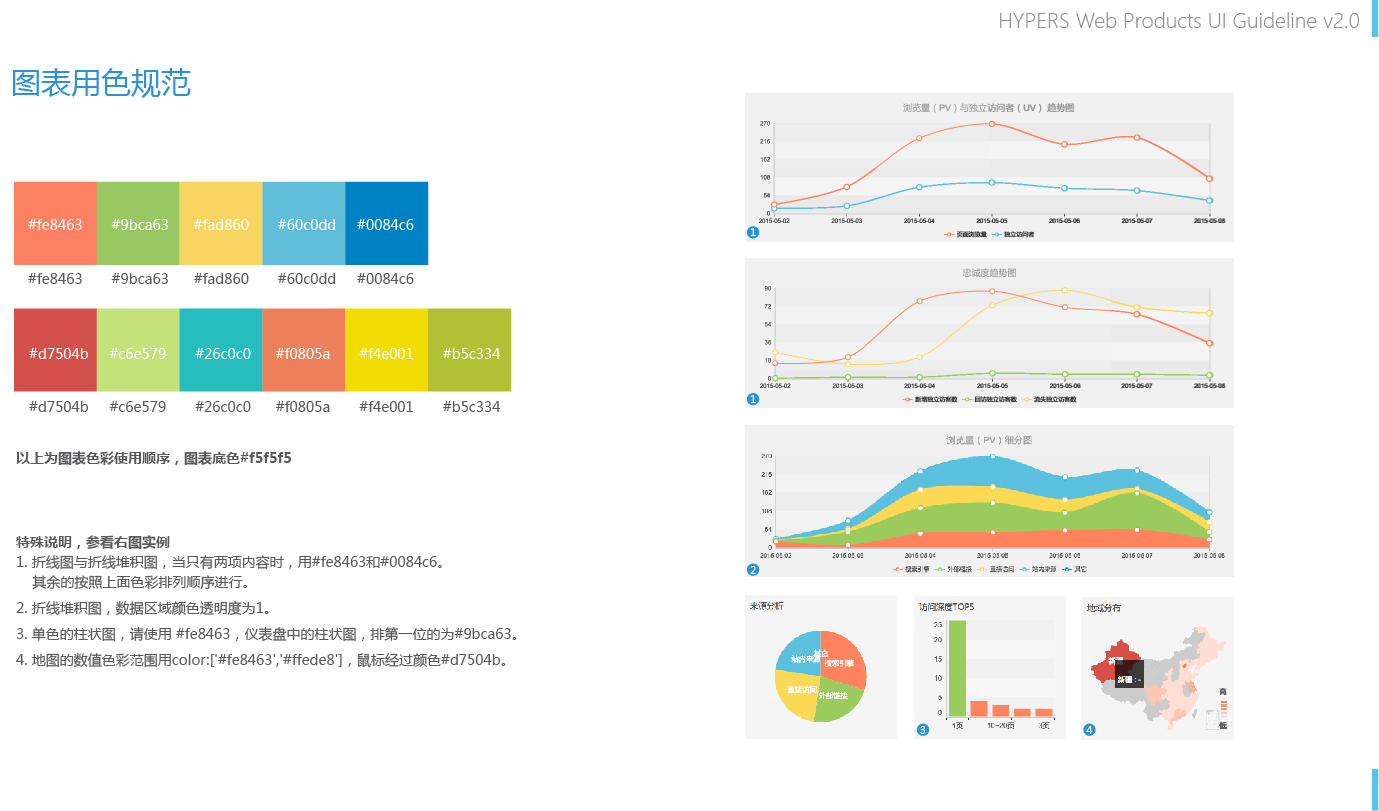 HYPERS Web Products UI Guideline v2.0
图表用色规范
#fe8463 #9bca63 #fad860 #60c0dd #0084c6
#fe8463 #9bca63 #fad860 #60c0dd #0084c6
#d7504b #c6e579 #26c0c0 #f0805a #f4e001 #b5c334
#d7504b #c6e579 #26c0c0 #f0805a #f4e001 #b5c334
以上为图表色彩使用顺序，图表底色#f5f5f5
特殊说明，参看右图实例
1. 折线图与折线堆积图，当只有两项内容时，用#fe8463和#0084c6。
其余的按照上面色彩排列顺序进行。
2. 折线堆积图，数据区域颜色透明度为1。
3. 单色的柱状图，请使用 #fe8463，仪表盘中的柱状图，排第一位的为#9bca63。
4. 地图的数值色彩范围用color:['#fe8463','#ffede8']，鼠标经过颜色#d7504b。
浏览量（PV）与独立访问者（UV）趋势图
270
216
162
108
54
0
2015-05-02 2015-05-03 2015-05-04 2015-05-05 2015-05-06 2015-05-07 2015-05-08
1
页面浏览量 独立访问者
忠诚度趋势图
90
72
54
36
18
0
2015-05-02 2015-05-03 2015-05-04 2015-05-05 2015-05-06 2015-05-07 2015-05-08
1
新增独立访客数 回访独立访客数 流失独立访客数
浏览量（PV）细分图
270
216
162
108
54
0
2015-05-02 2015-05-03 2015-05-04 2015-05-05 2015-05-06 2015-05-07 2015-05-08
2
搜索引擎 外部链接 直接访问 站内来源 其它
来源分析
其它
站内来源
搜索引擎
直接访问
外部链接
访问深度TOP5
25
20
15
10
5
0
1页 10-20页 3页
3
地域分布
新疆
新疆 : -
高
低
4